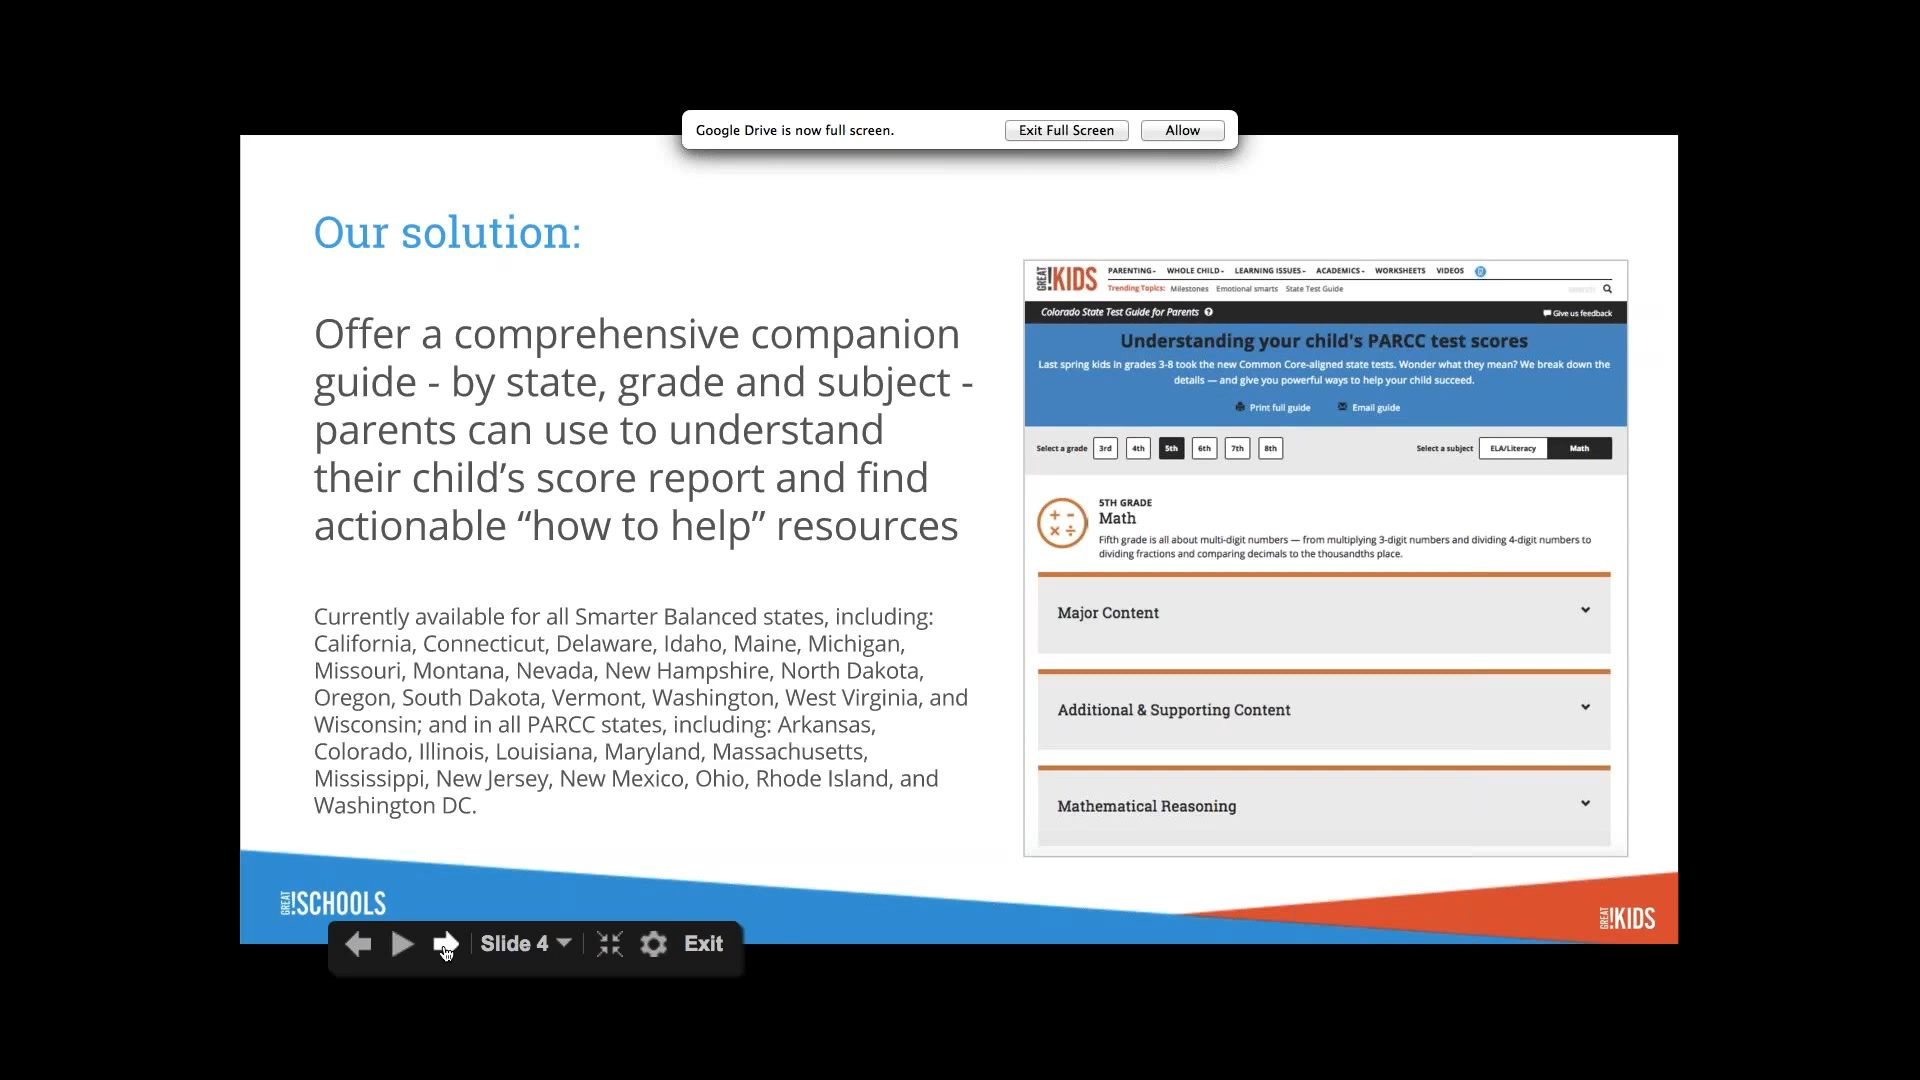 Google Drive is now full screen.
Exit Full Screen
Allow
Our solution:
Offer a comprehensive companion
guide - by state, grade and subject -
parents can use to understand
their child’s score report and find
actionable “how to help” resources
Currently available for all Smarter Balanced states, including:
California, Connecticut, Delaware, Idaho, Maine, Michigan,
Missouri, Montana, Nevada, New Hampshire, North Dakota,
Oregon, South Dakota, Vermont, Washington, West Virginia, and
Wisconsin; and in all PARCC states, including: Arkansas,
Colorado, Illinois, Louisiana, Maryland, Massachusetts,
Mississippi, New Jersey, New Mexico, Ohio, Rhode Island, and
Washington DC.
GREAT!KIDS
PARENTING WHOLE CHILD LEARNING ISSUES ACADEMICS WORKSHEETS VIDEOS
Trending Topics: Milestones Emotional smarts State Test Guide
Colorado State Test Guide for Parents
Give us feedback
Understanding your child's PARCC test scores
Last spring kids in grades 3-8 took the new Common Core-aligned state tests. Wonder what they mean? We break down the
details — and give you powerful ways to help your child succeed.
Print full guide Email guide
Select a grade 3rd 4th 5th 6th 7th 8th Select a subject ELA/Literacy Math
5TH GRADE
Math
Fifth grade is all about multi-digit numbers — from multiplying 3-digit numbers and dividing 4-digit numbers to
dividing fractions and comparing decimals to the thousandths place.
Major Content
Additional & Supporting Content
Mathematical Reasoning
GREAT!SCHOOLS
GREAT!KIDS
Slide 4 Exit